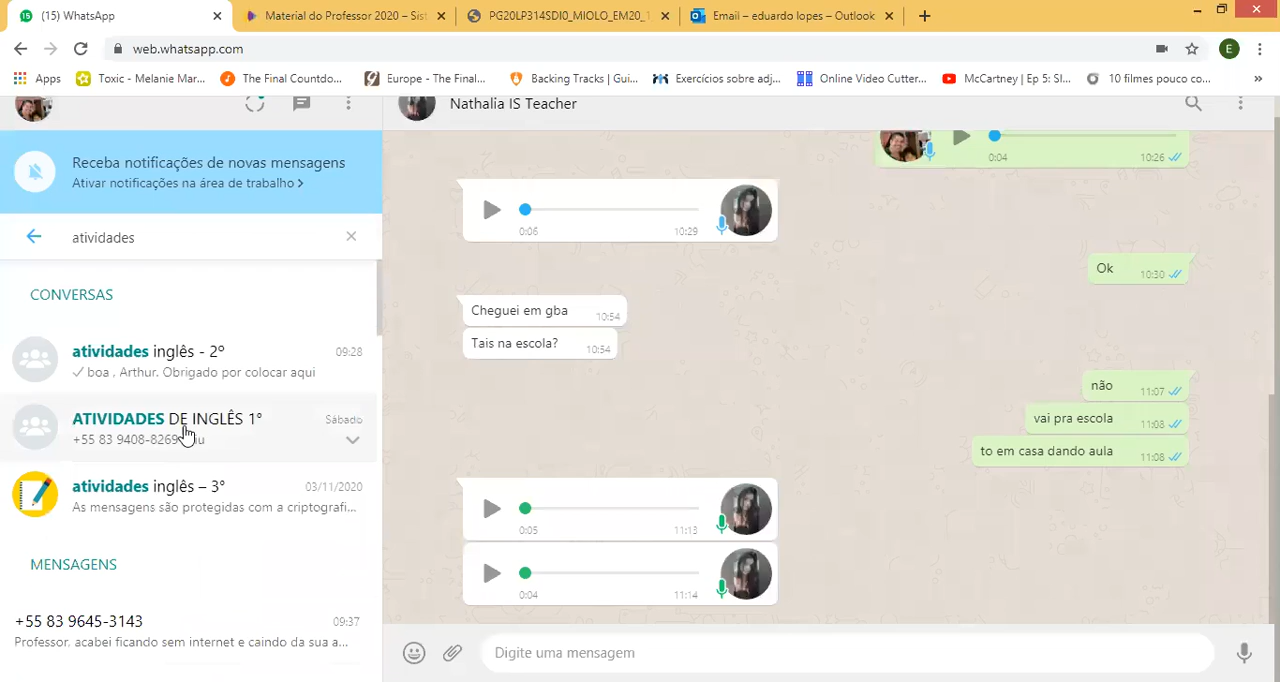 (15) WhatsApp
Material do Professor 2020 – Sist
PG20LP314SDI0_MIOLO_EM20_1
Email – eduardo lopes – Outlook
web.whatsapp.com
E
Apps
Toxic - Melanie Mar...
The Final Countdo...
Europe - The Final...
Backing Tracks | Gui...
Exercícios sobre adj...
Online Video Cutter...
McCartney | Ep 5: Sl...
10 filmes pouco co...
Nathalia IS Teacher
Receba notificações de novas mensagens
Ativar notificações na área de trabalho
atividades
CONVERSAS
atividades inglês - 2º
09:28
boa , Arthur. Obrigado por colocar aqui
ATIVIDADES DE INGLÊS 1°
Sábado
+55 83 9408-8269 iu
atividades inglês – 3°
03/11/2020
As mensagens são protegidas com a criptografi...
MENSAGENS
+55 83 9645-3143
09:37
Professor, acabei ficando sem internet e caindo da sua a...
0:04
10:26
0:06
10:29
Ok
10:30
Cheguei em gba
10:54
Tais na escola?
10:54
não
11:07
vai pra escola
11:08
to em casa dando aula
11:08
0:05
11:13
0:04
11:14
Digite uma mensagem